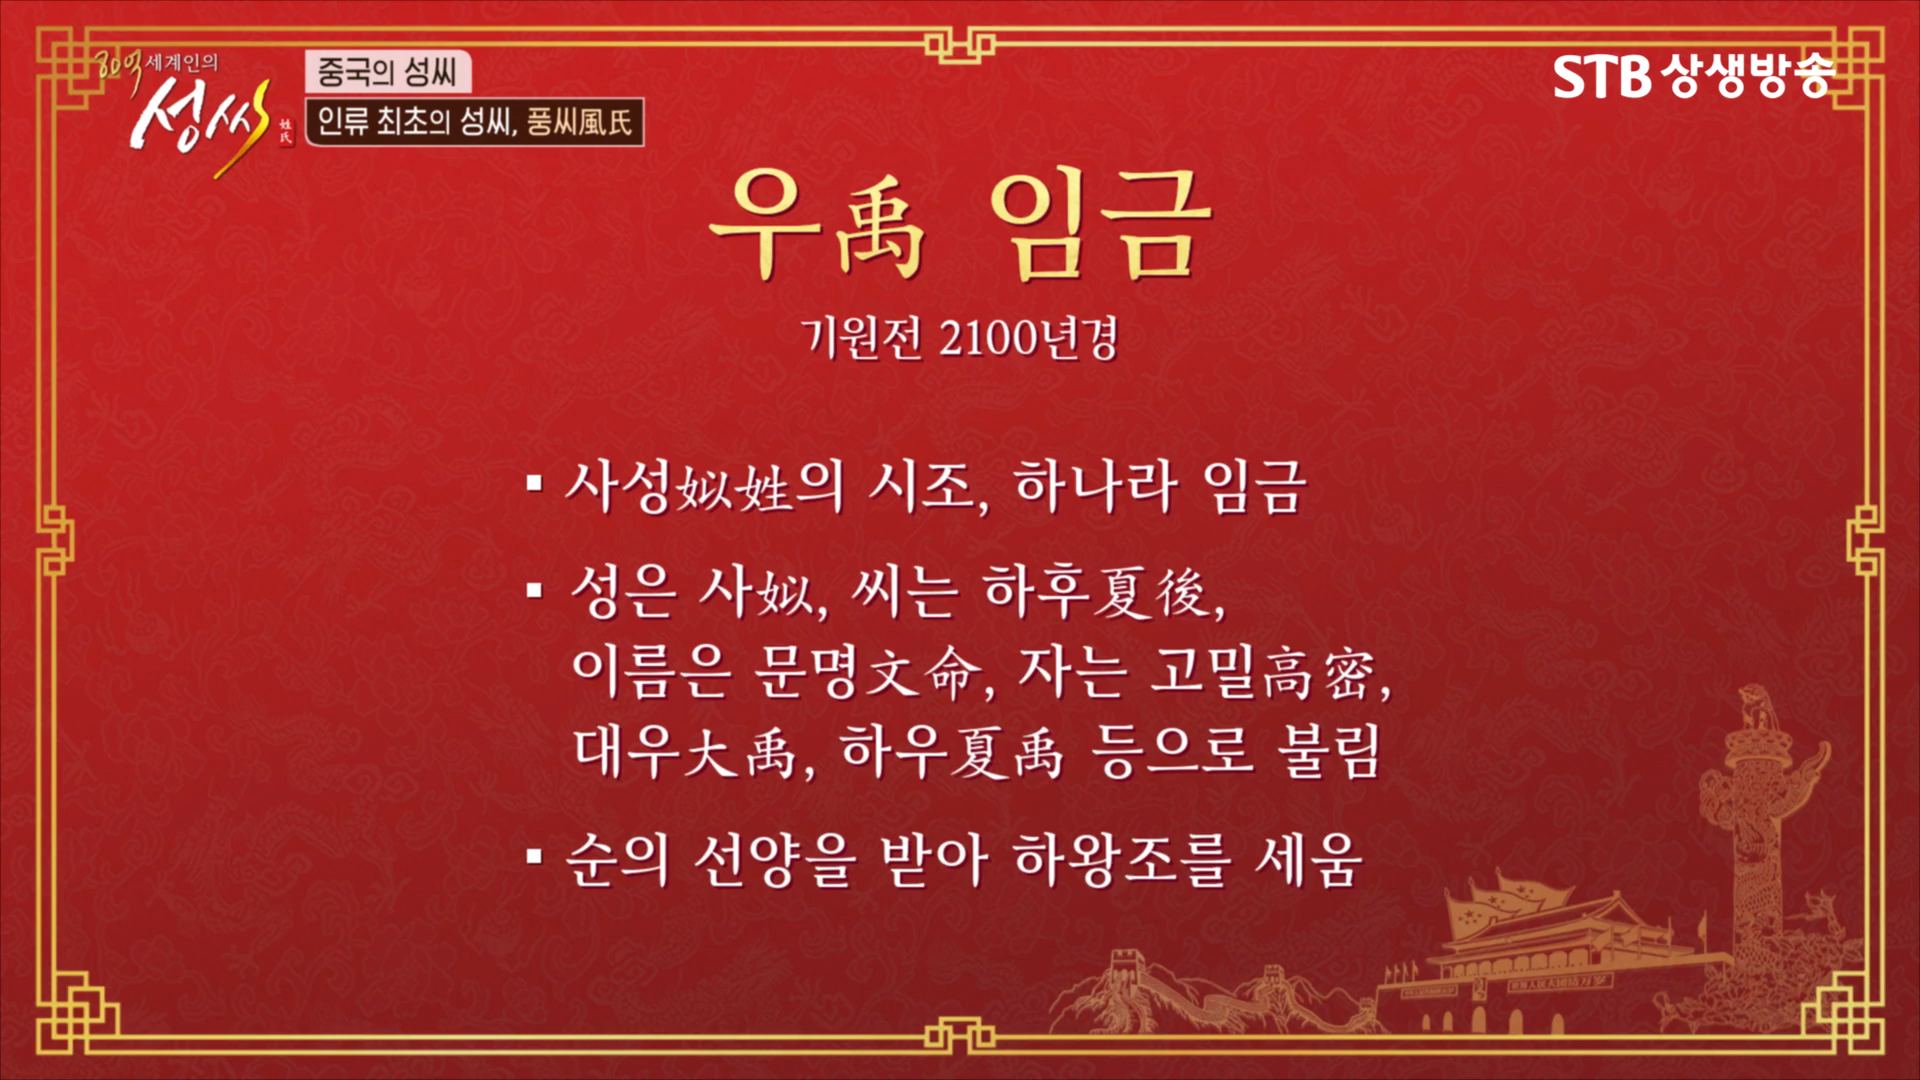 80억 세계인의
성씨
姓氏
중국의 성씨
인류 최초의 성씨, 풍씨風氏
STB 상생방송
우禹 임금
기원전 2100년경
▪ 사성姒姓의 시조, 하나라 임금
▪ 성은 사姒, 씨는 하후夏後,
이름은 문명文命, 자는 고밀高密,
대우大禹, 하우夏禹 등으로 불림
▪ 순의 선양을 받아 하왕조를 세움